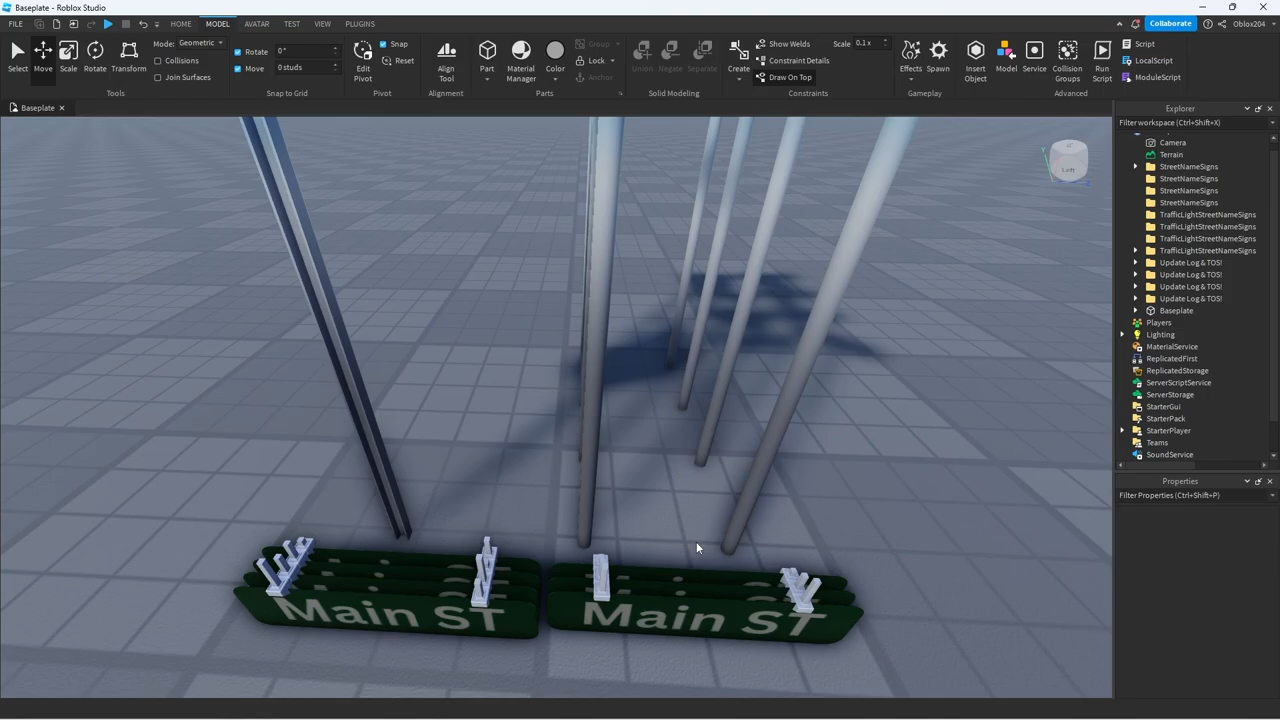 Baseplate - Roblox Studio
FILE
HOME
MODEL
AVATAR
TEST
VIEW
PLUGINS
Collaborate
Oblox204
Select
Move
Scale
Rotate
Transform
Mode:
Geometric
Collisions
Join Surfaces
Tools
Rotate
0 °
Move
0 studs
Snap to Grid
Edit
Pivot
Snap
Reset
Pivot
Align
Tool
Alignment
Part
Material
Manager
Color
Group
Lock
Anchor
Parts
Union
Negate
Separate
Solid Modeling
Create
Show Welds
Constraint Details
Draw On Top
Scale
0.1 x
Constraints
Effects
Spawn
Gameplay
Insert
Object
Model
Service
Collision
Groups
Run
Script
Script
LocalScript
ModuleScript
Advanced
Baseplate
Left
Main ST
Main ST
Explorer
Filter workspace (Ctrl+Shift+X)
Camera
Terrain
StreetNameSigns
StreetNameSigns
StreetNameSigns
StreetNameSigns
TrafficLightStreetNameSigns
TrafficLightStreetNameSigns
TrafficLightStreetNameSigns
TrafficLightStreetNameSigns
Update Log & TOS!
Update Log & TOS!
Update Log & TOS!
Update Log & TOS!
Baseplate
Players
Lighting
MaterialService
ReplicatedFirst
ReplicatedStorage
ServerScriptService
ServerStorage
StarterGui
StarterPack
StarterPlayer
Teams
SoundService
Properties
Filter Properties (Ctrl+Shift+P)